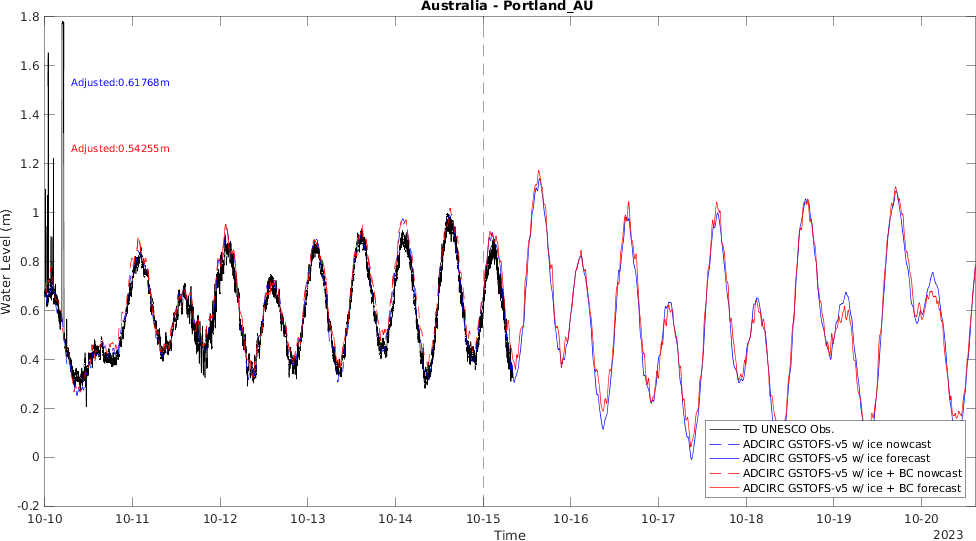 Australia - Portland_AU
1.8
1.6
1.4
1.2
1
0.8
0.6
0.4
0.2
0
-0.2
Water Level (m)
Adjusted:0.61768m
Adjusted:0.54255m
TD UNESCO Obs.
ADCIRC GSTOFS-v5 w/ ice nowcast
ADCIRC GSTOFS-v5 w/ ice forecast
ADCIRC GSTOFS-v5 w/ ice + BC nowcast
ADCIRC GSTOFS-v5 w/ ice + BC forecast
10-10 10-11 10-12 10-13 10-14 10-15 10-16 10-17 10-18 10-19 10-20
Time
2023